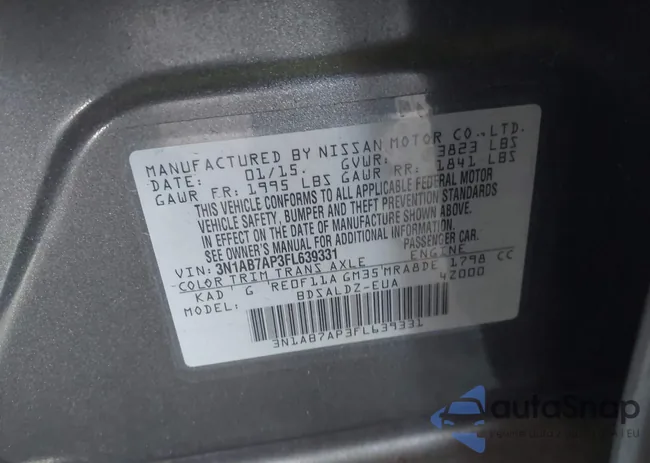 MANUFACTURED BY NISSAN MOTOR CO.,LTD.
DATE: 01/15. GVWR: 3823 LBS
GAWR FR: 1995 LBS GAWR RR: 1841 LBS
THIS VEHICLE CONFORMS TO ALL APPLICABLE FEDERAL MOTOR
VEHICLE SAFETY, BUMPER AND THEFT PREVENTION STANDARDS
IN EFFECT ON THE DATE OF MANUFACTURE SHOWN ABOVE.
SEE OWNER'S MANUAL FOR ADDITIONAL INFORMATION.
VIN: 3N1AB7AP3FL639331 PASSENGER CAR.
COLOR TRIM TRANS AXLE ENGINE
KAD G RE0F11A GM35 MRA8DE 1798 CC
MODEL: BDSALDZ-EUA 4Z000
3N1AB7AP3FL639331
autoSnap